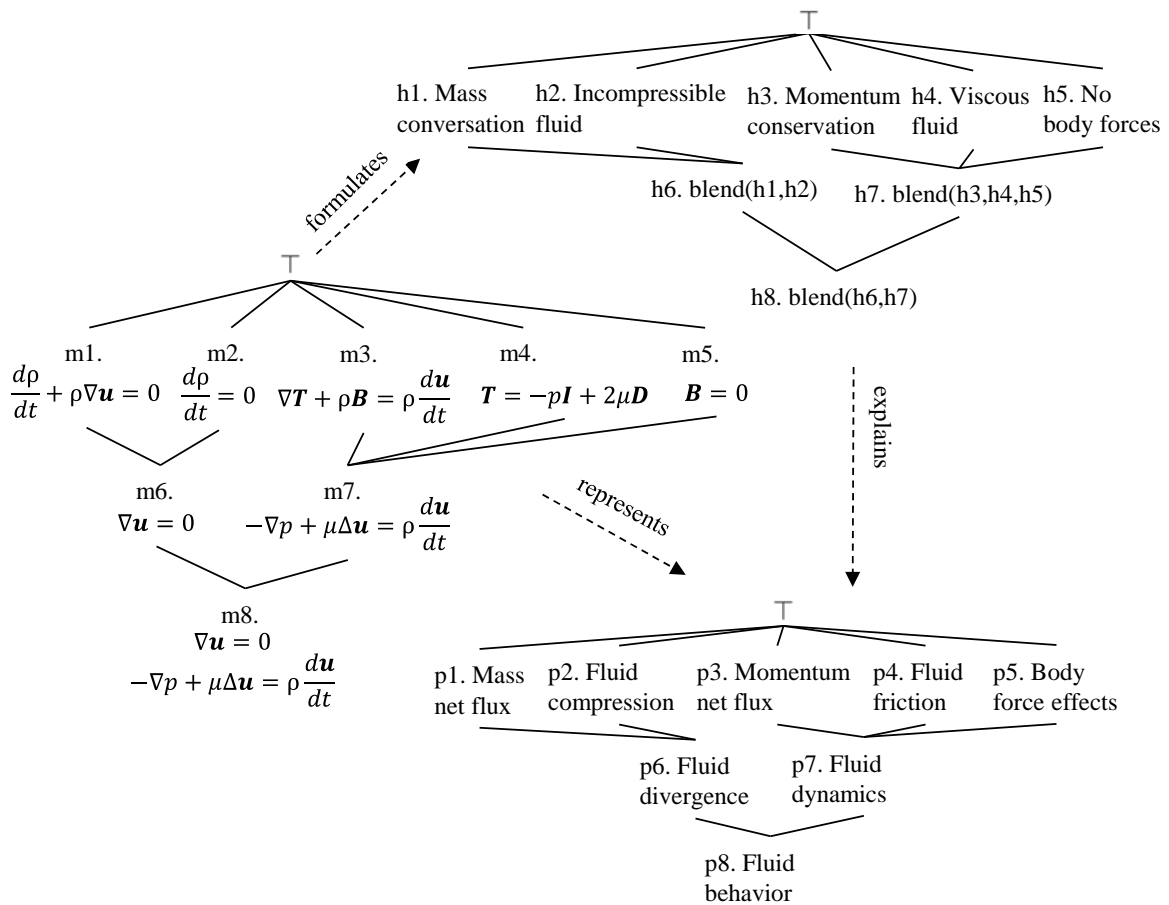 ⊤
h1. Mass
conversation
h2. Incompressible
fluid
h3. Momentum
conservation
h4. Viscous
fluid
h5. No
body forces
h6. blend(h1,h2)
h7. blend(h3,h4,h5)
h8. blend(h6,h7)
formulates
⊤
m1.
dρ/dt + ρ∇u = 0
m2.
dρ/dt = 0
m3.
∇T + ρB = ρ du/dt
m4.
T = −pI + 2μD
m5.
B = 0
m6.
∇u = 0
m7.
−∇p + μΔu = ρ du/dt
m8.
∇u = 0
−∇p + μΔu = ρ du/dt
represents
explains
⊤
p1. Mass
net flux
p2. Fluid
compression
p3. Momentum
net flux
p4. Fluid
friction
p5. Body
force effects
p6. Fluid
divergence
p7. Fluid
dynamics
p8. Fluid
behavior